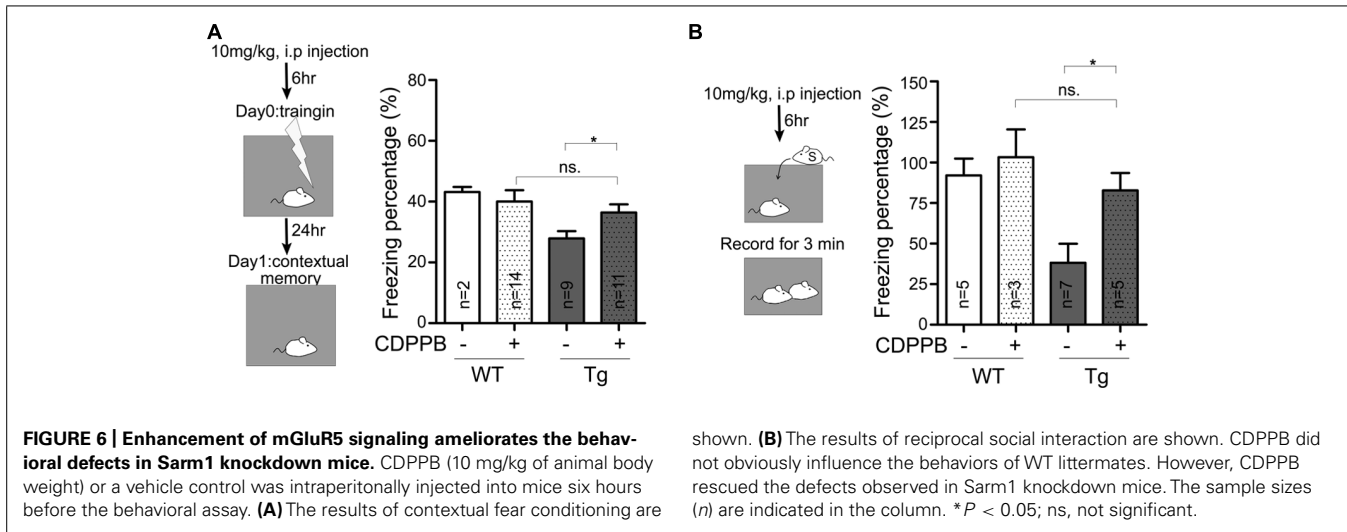 A
10mg/kg, i.p injection
6hr
Day0:traingin
24hr
Day1:contextual
memory
Freezing percentage (%)
80
60
40
20
0
*
ns.
n=2
n=14
n=9
n=11
CDPPB - + - +
WT Tg
B
10mg/kg, i.p injection
6hr
S
Record for 3 min
Freezing percentage (%)
150
125
100
75
50
25
0
*
ns.
n=5
n=3
n=7
n=5
CDPPB - + - +
WT Tg
FIGURE 6 | Enhancement of mGluR5 signaling ameliorates the behav-
ioral defects in Sarm1 knockdown mice. CDPPB (10 mg/kg of animal body
weight) or a vehicle control was intraperitonally injected into mice six hours
before the behavioral assay. (A) The results of contextual fear conditioning are
shown. (B) The results of reciprocal social interaction are shown. CDPPB did
not obviously influence the behaviors of WT littermates. However, CDPPB
rescued the defects observed in Sarm1 knockdown mice. The sample sizes
(n) are indicated in the column. *P < 0.05; ns, not significant.